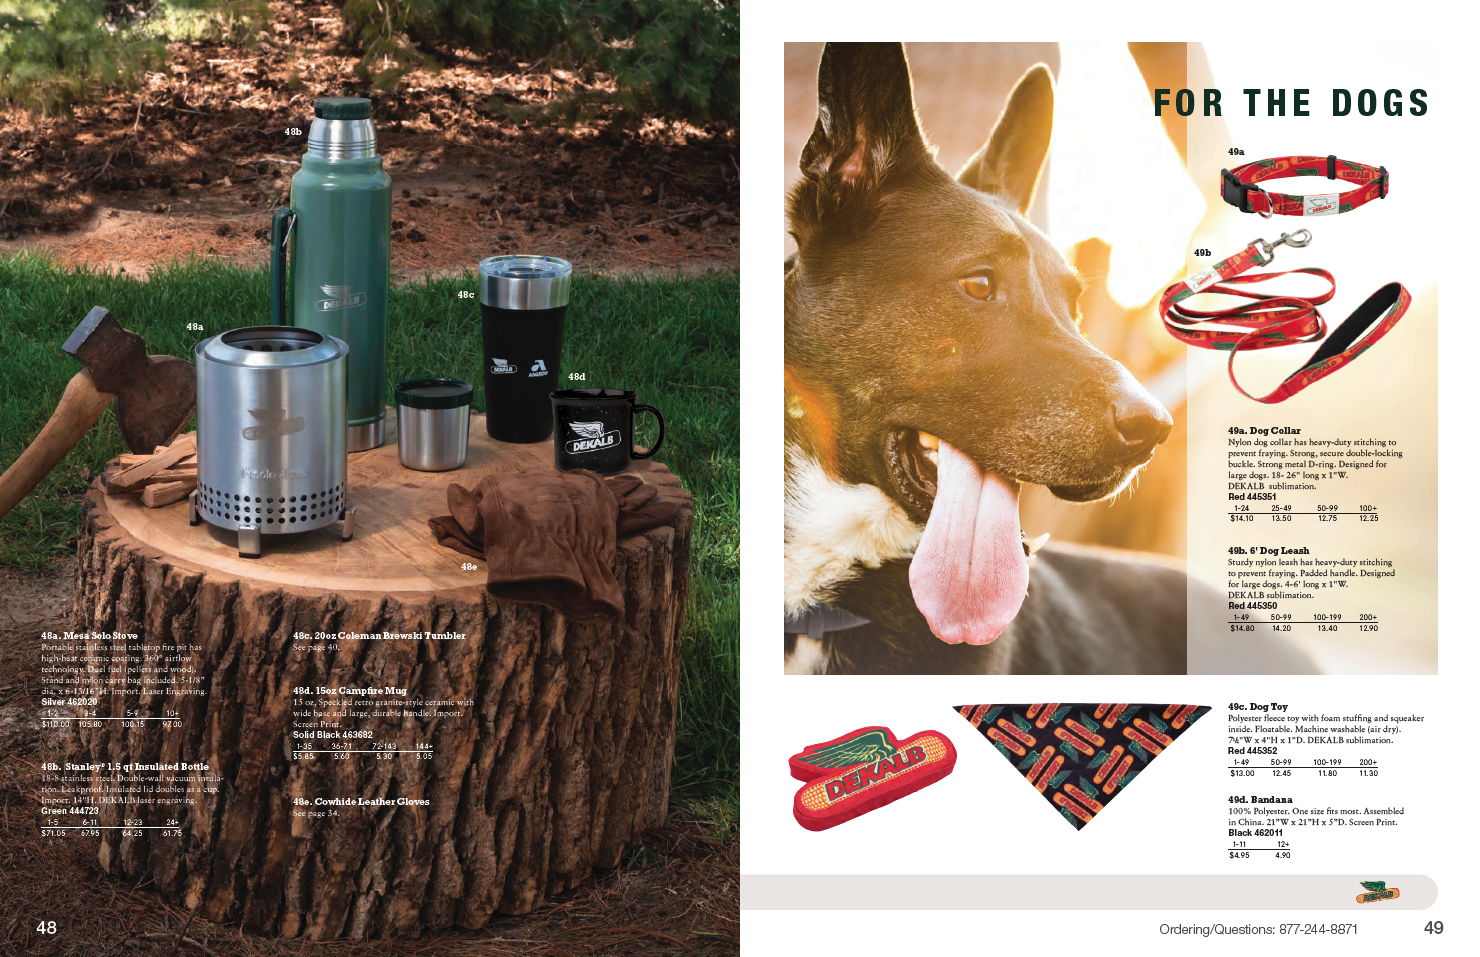 48b
48c
48a
48d
48e
DEKALB
DEKALB
DEKALB
ASGROW
DEKALB
48a. Mesa Solo Stove
Portable stainless steel tabletop fire pit has
high-heat ceramic coating. 360° airflow
technology. Duel fuel (pellets and wood).
Stand and nylon carry bag included. 5-1/8"
dia. x 6-13/16"H. Import. Laser Engraving.
Silver 462020
1-2 3-4 5-9 10+
$110.00 105.80 100.15 97.00
48b. Stanley® 1.5 qt Insulated Bottle
18-8 stainless steel. Double-wall vacuum insula-
tion. Leakproof. Insulated lid doubles as a cup.
Import. 14"H. DEKALB laser engraving.
Green 444723
1-5 6-11 12-23 24+
$71.05 67.95 64.25 61.75
48c. 20oz Coleman Brewski Tumbler
See page 40.
48d. 15oz Campfire Mug
15 oz. Speckled retro granite-style ceramic with
wide base and large, durable handle. Import.
Screen Print.
Solid Black 463682
1-35 36-71 72-143 144+
$5.85 5.60 5.30 5.05
48e. Cowhide Leather Gloves
See page 34.
48
FOR THE DOGS
49a
DEKALB
DEKALB
DEKALB
49b
49a. Dog Collar
Nylon dog collar has heavy-duty stitching to
prevent fraying. Strong, secure double-locking
buckle. Strong metal D-ring. Designed for
large dogs. 18- 26" long x 1"W.
DEKALB sublimation.
Red 445351
1-24 25-49 50-99 100+
$14.10 13.50 12.75 12.25
49b. 6' Dog Leash
Sturdy nylon leash has heavy-duty stitching
to prevent fraying. Padded handle. Designed
for large dogs. 4-6' long x 1"W.
DEKALB sublimation.
Red 445350
1-49 50-99 100-199 200+
$14.80 14.20 13.40 12.90
DEKALB
49c. Dog Toy
Polyester fleece toy with foam stuffing and squeaker
inside. Floatable. Machine washable (air dry).
7½"W x 4"H x 1"D. DEKALB sublimation.
Red 445352
1-49 50-99 100-199 200+
$13.00 12.45 11.80 11.30
49d. Bandana
100% Polyester. One size fits most. Assembled
in China. 21"W x 21"H x 5"D. Screen Print.
Black 462011
1-11 12+
$4.95 4.90
DEKALB
Ordering/Questions: 877-244-8871
49